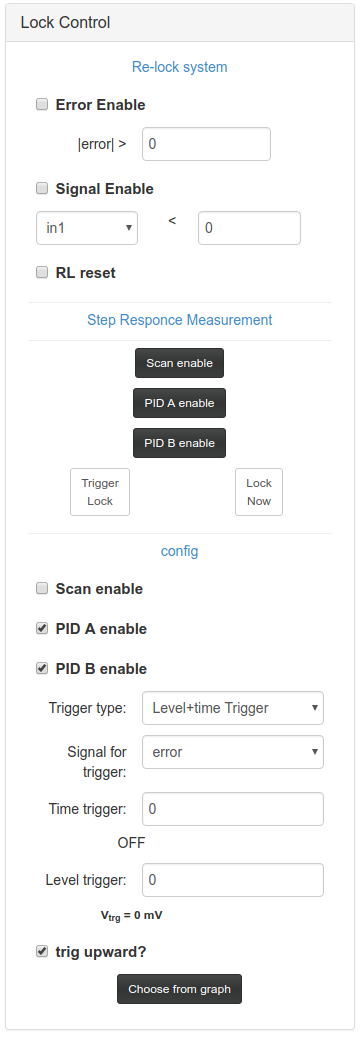 Lock Control
Re-lock system
Error Enable
|error| > 0
Signal Enable
in1 < 0
RL reset
Step Responce Measurement
Scan enable
PID A enable
PID B enable
Trigger Lock
Lock Now
config
Scan enable
PID A enable
PID B enable
Trigger type: Level+time Trigger
Signal for trigger: error
Time trigger: 0
OFF
Level trigger: 0
Vtrg = 0 mV
trig upward?
Choose from graph